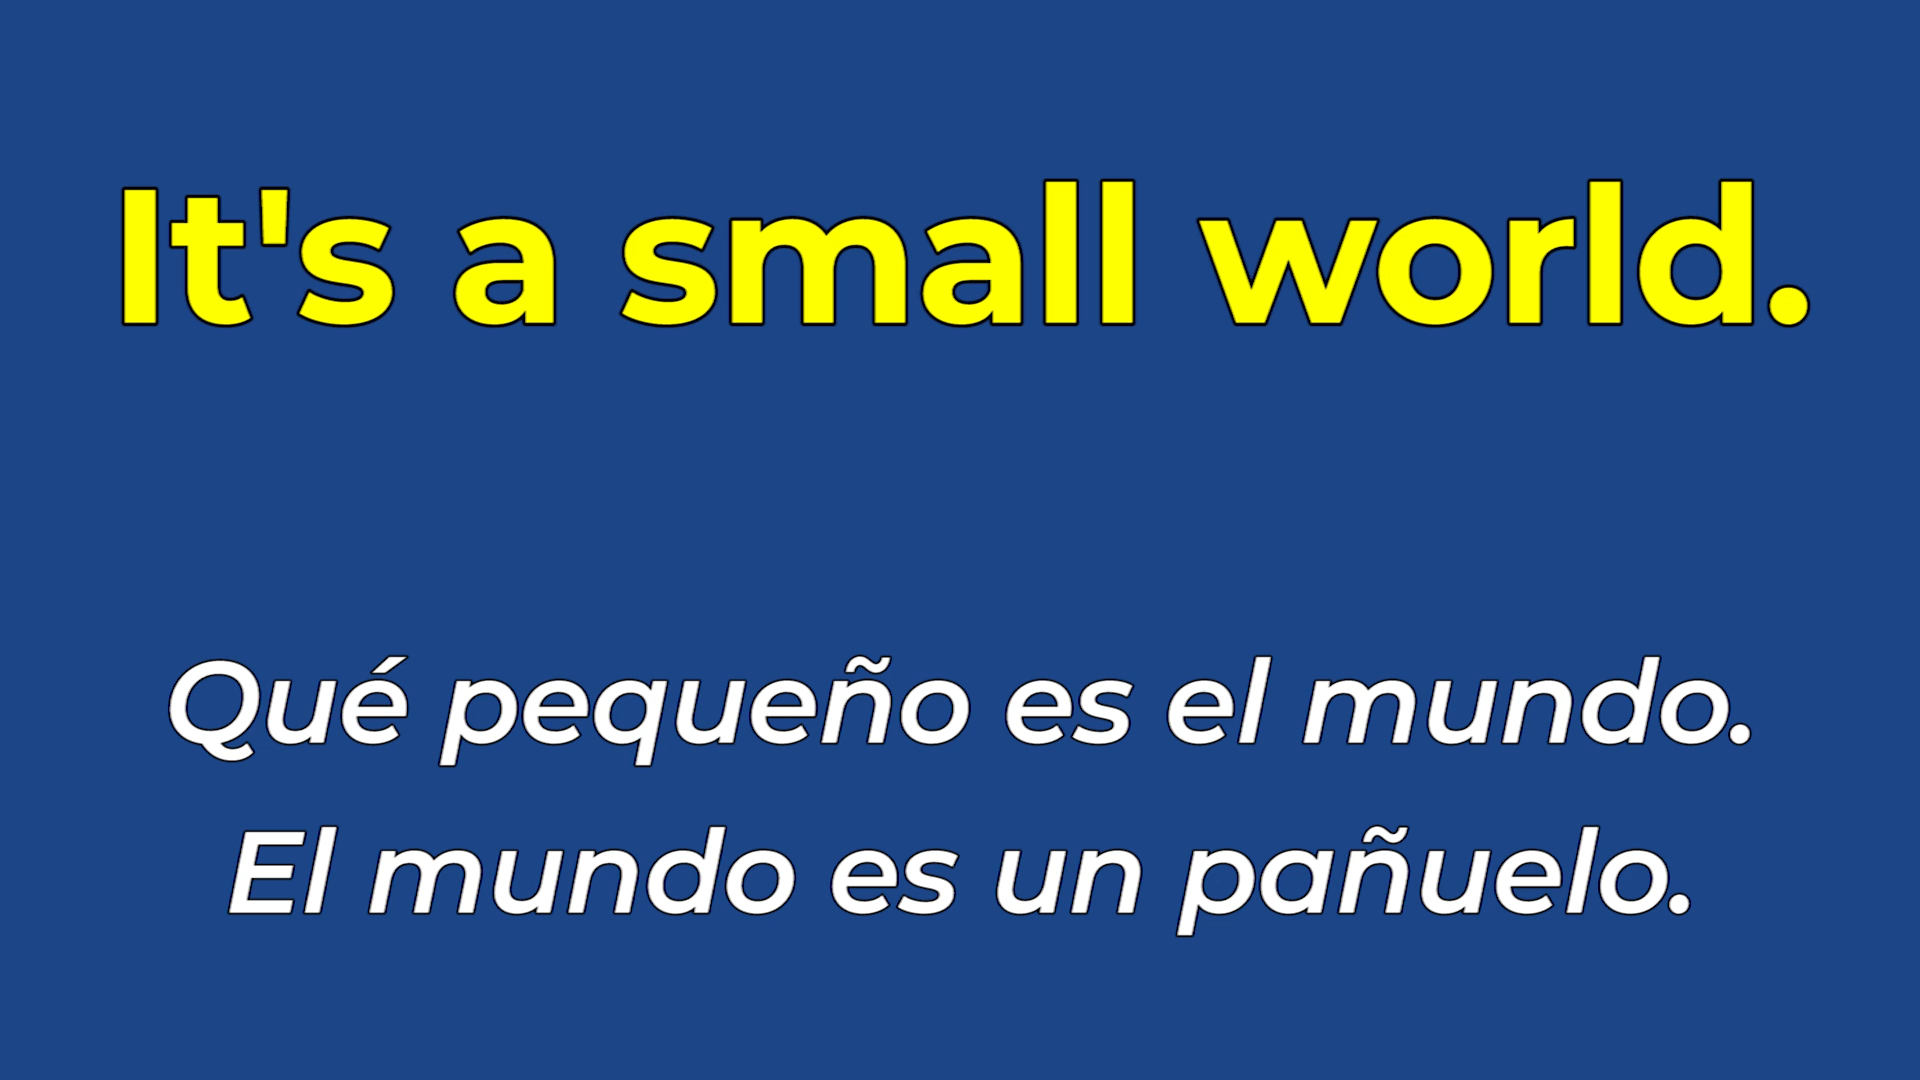 It's a small world.
Qué pequeño es el mundo.
El mundo es un pañuelo.